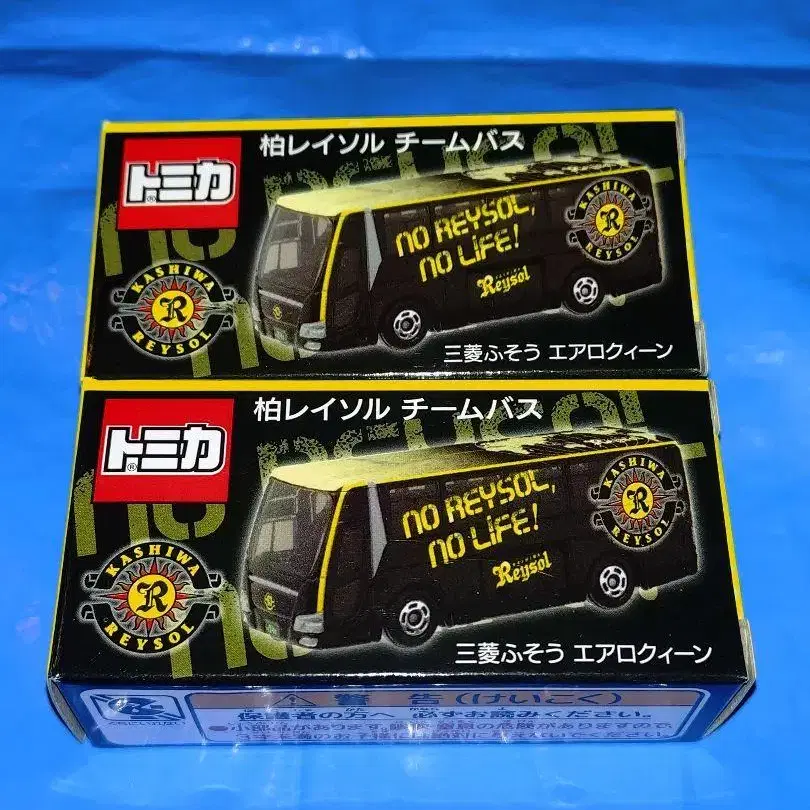 柏レイソル チームバス
トミカ
NO REYSOL,
NO LIFE!
Reysol
KASHIWA
R
REYSOL
KASHIWA
R
REYSOL
三菱ふそう エアロクィーン
柏レイソル チームバス
トミカ
NO REYSOL,
NO LIFE!
Reysol
KASHIWA
R
REYSOL
KASHIWA
R
REYSOL
三菱ふそう エアロクィーン
警告(けいこく)
保護者の方へ 必ずお読みください。